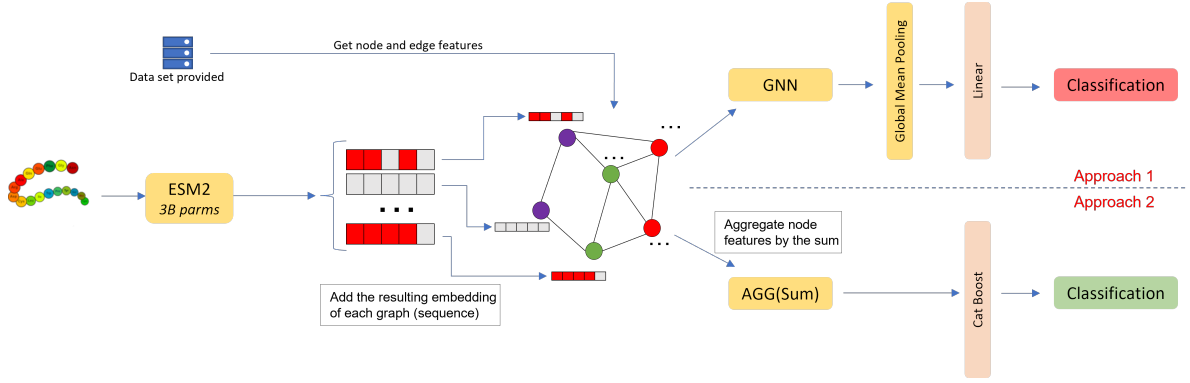 Get node and edge features
Data set provided
GNN
Global Mean Pooling
Linear
Classification
ESM2
3B parms
...
...
...
...
Approach 1
Approach 2
Aggregate node
features by the sum
Add the resulting embedding
of each graph (sequence)
AGG(Sum)
Cat Boost
Classification